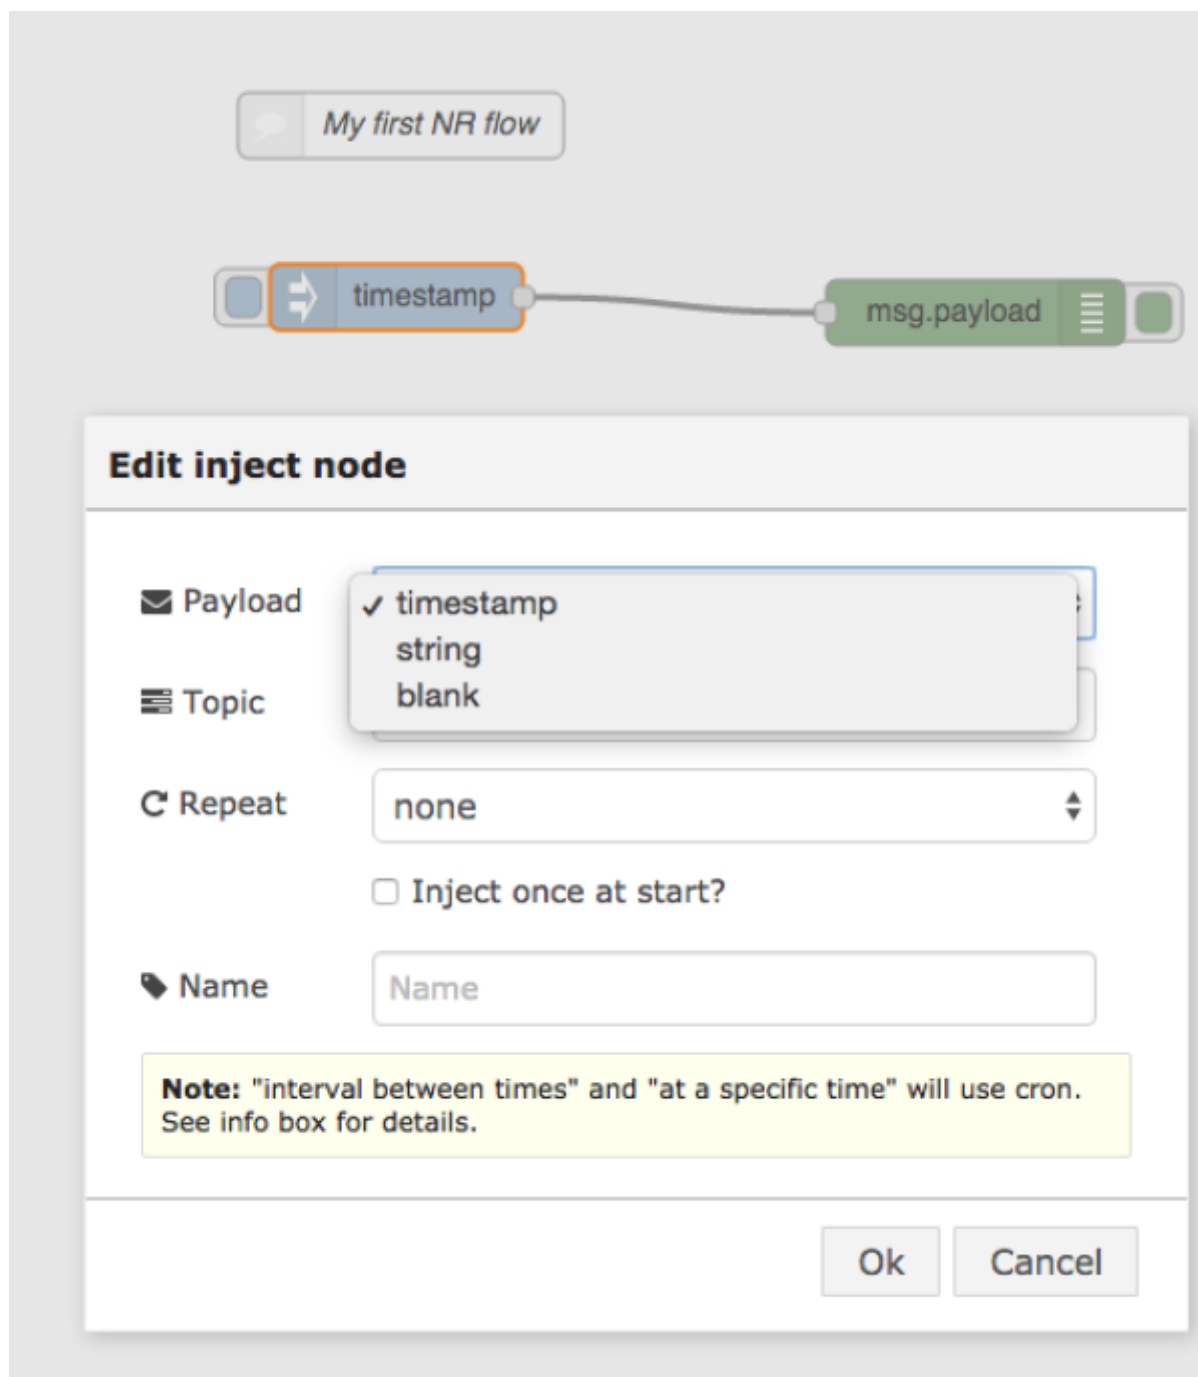 My first NR flow
timestamp
msg.payload
Edit inject node
Payload
timestamp
string
blank
Topic
Repeat
none
Inject once at start?
Name
Name
Note: "interval between times" and "at a specific time" will use cron.
See info box for details.
Ok
Cancel